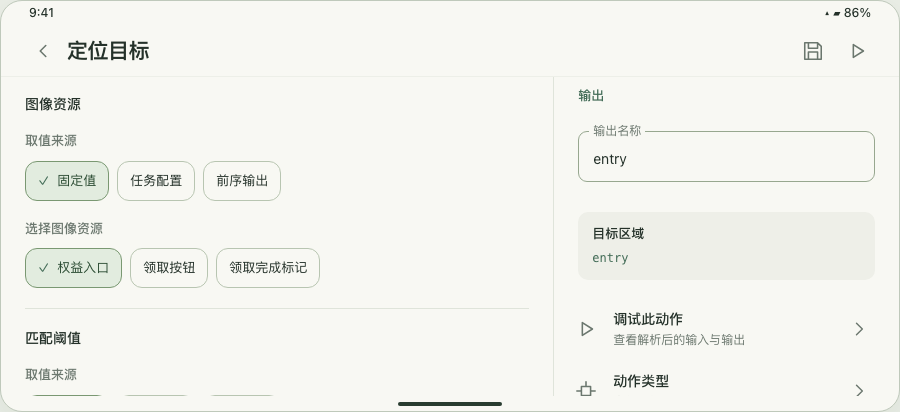 9:41
86%
定位目标
图像资源
取值来源
固定值 任务配置 前序输出
选择图像资源
权益入口 领取按钮 领取完成标记
匹配阈值
取值来源
输出
输出名称
entry
目标区域
entry
调试此动作
查看解析后的输入与输出
动作类型